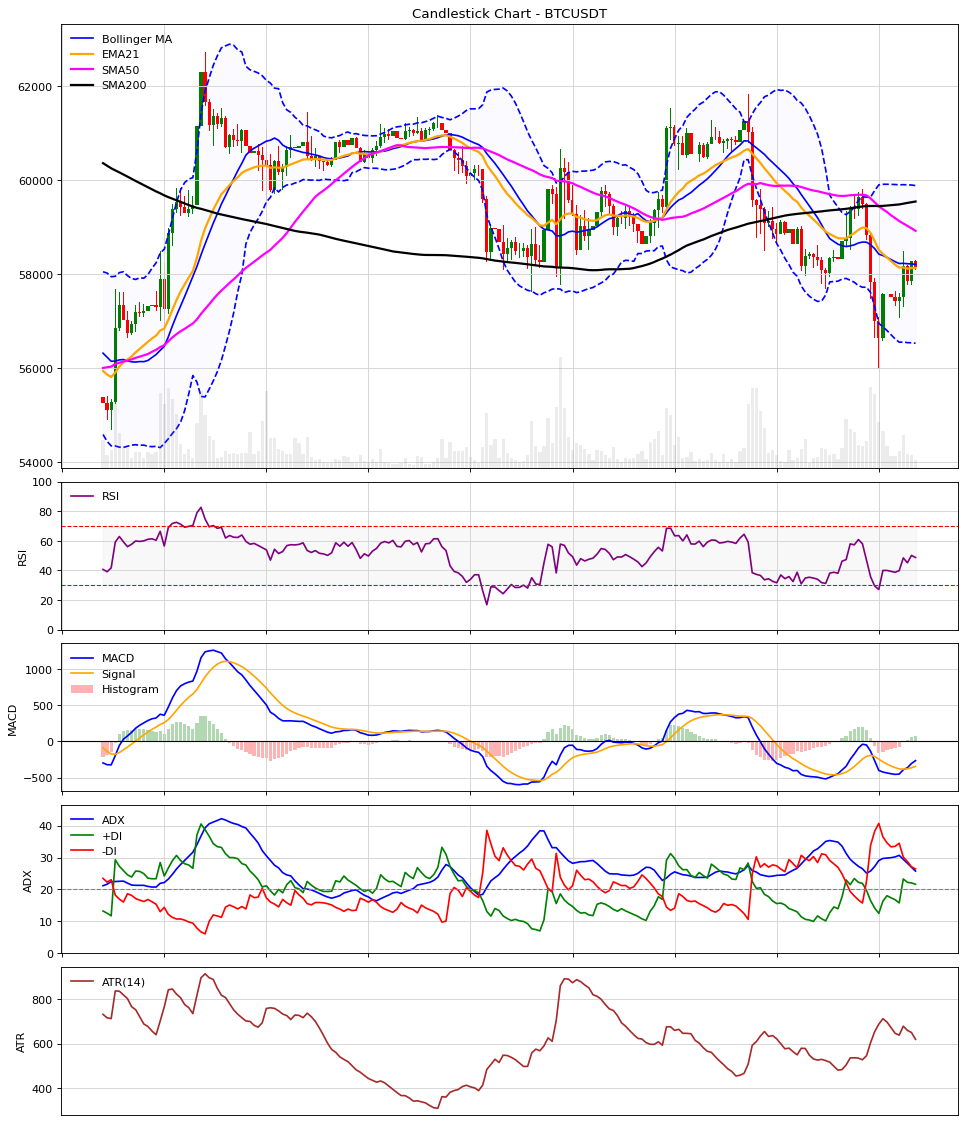 Candlestick Chart - BTCUSDT
Bollinger MA
EMA21
SMA50
SMA200
62000
60000
58000
56000
54000
RSI
100
80
60
40
20
0
RSI
MACD
Signal
Histogram
1000
500
0
−500
MACD
ADX
+DI
-DI
40
30
20
10
0
ADX
ATR(14)
800
600
400
ATR